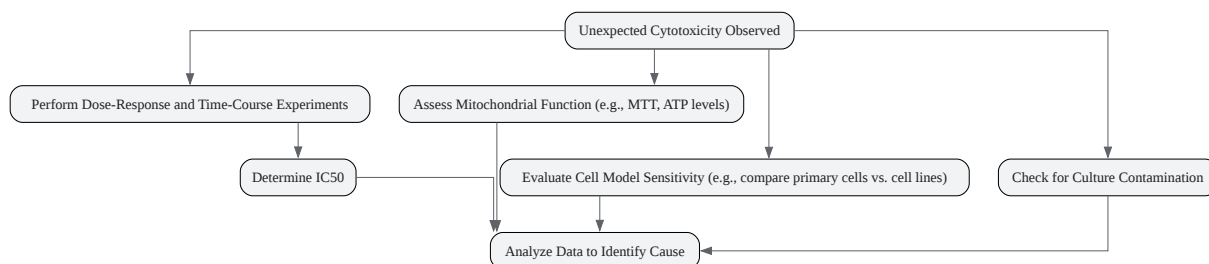 Unexpected Cytotoxicity Observed
Perform Dose-Response and Time-Course Experiments
Assess Mitochondrial Function (e.g., MTT, ATP levels)
Determine IC50
Evaluate Cell Model Sensitivity (e.g., compare primary cells vs. cell lines)
Check for Culture Contamination
Analyze Data to Identify Cause